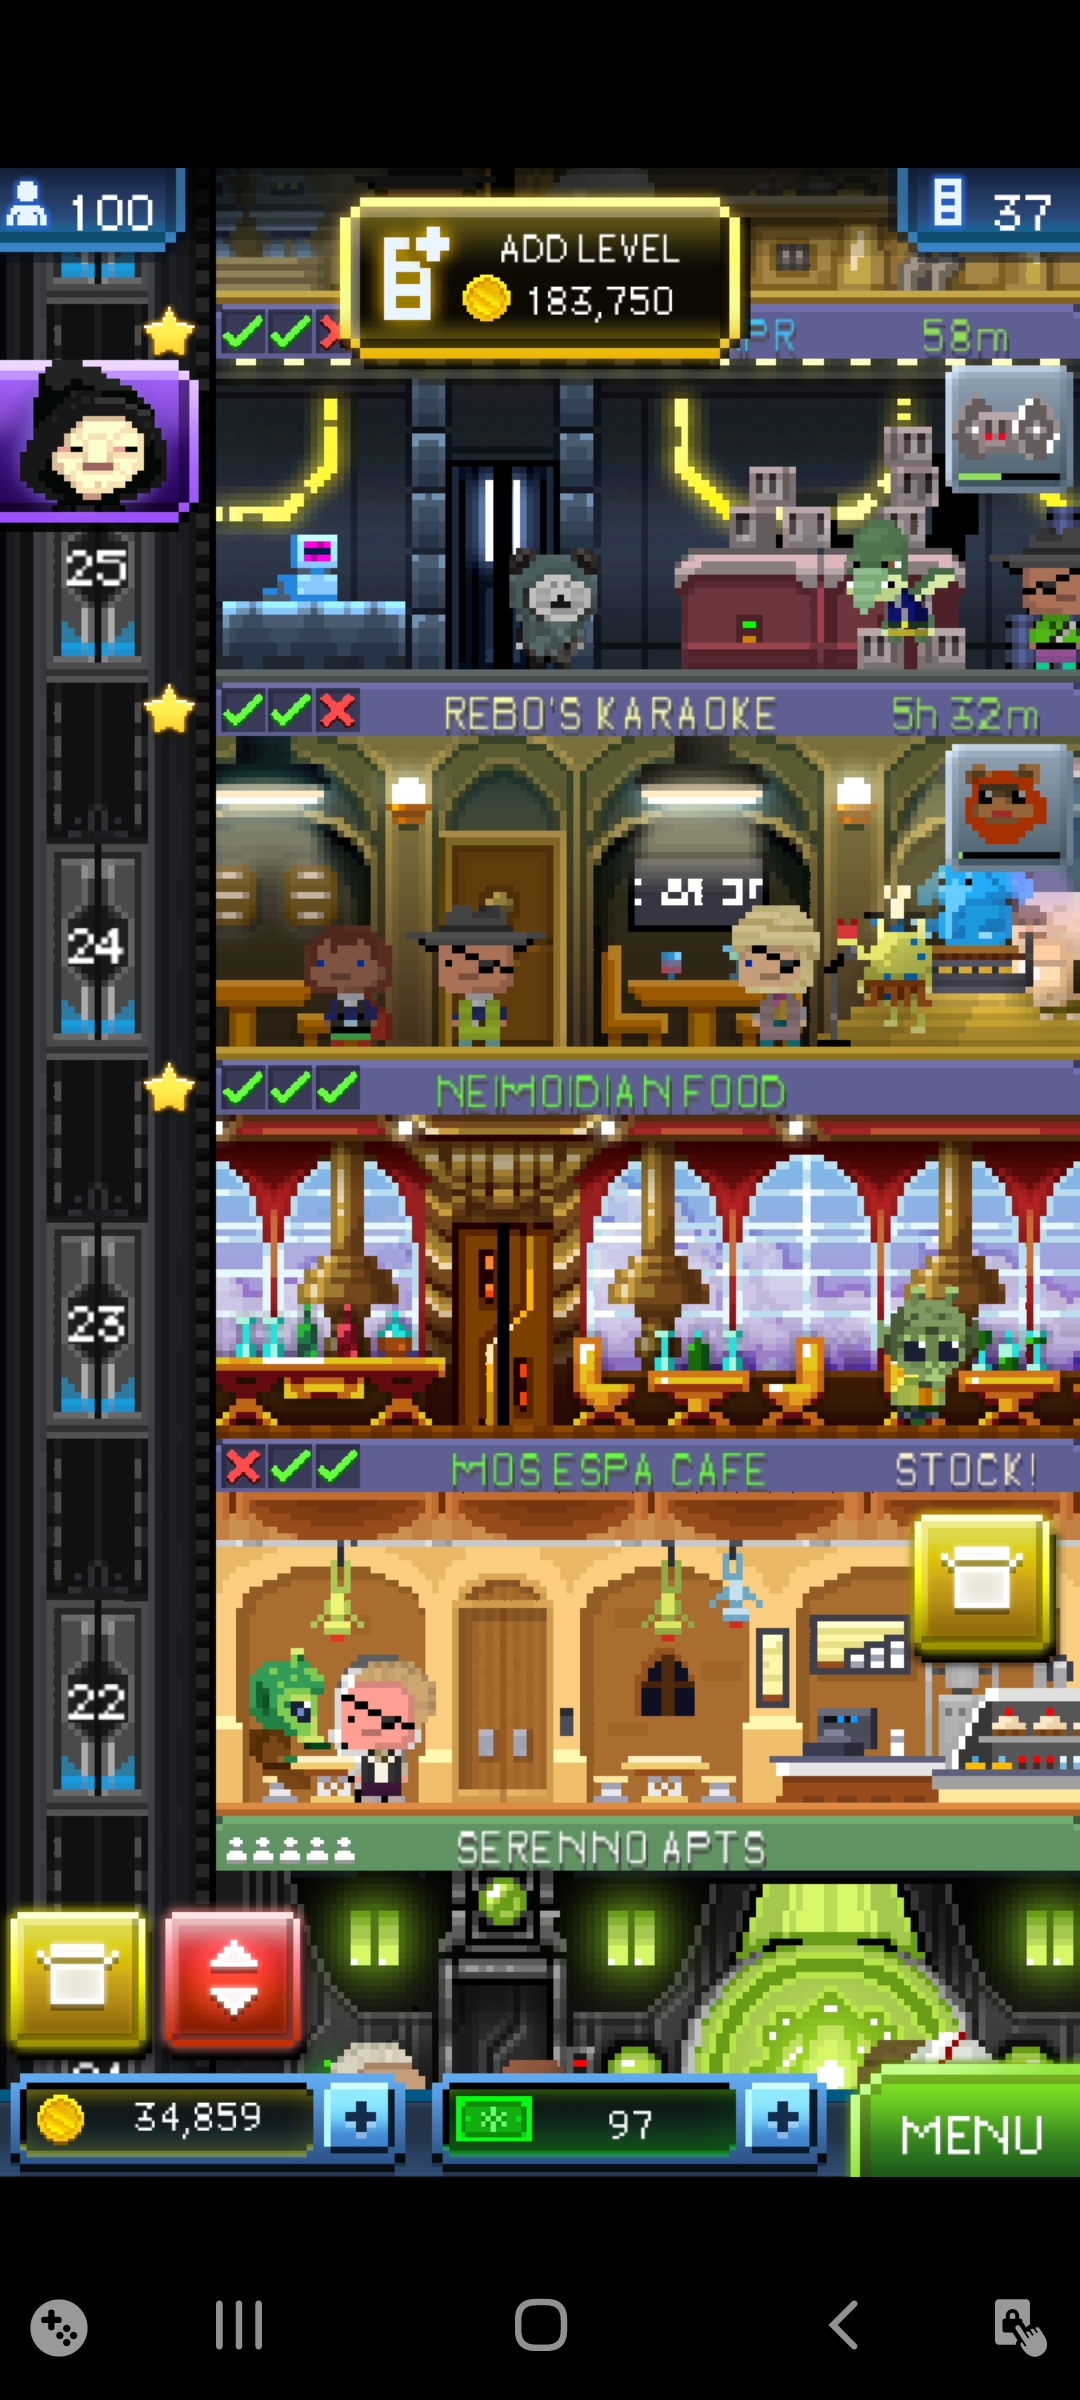 100
37
ADD LEVEL
183,750
PR
58m
25
REBO'S KARAOKE
5h 32m
24
NEIMOIDIAN FOOD
23
MOS ESPA CAFE
STOCK!
22
SERENNO APTS
34,859
97
MENU